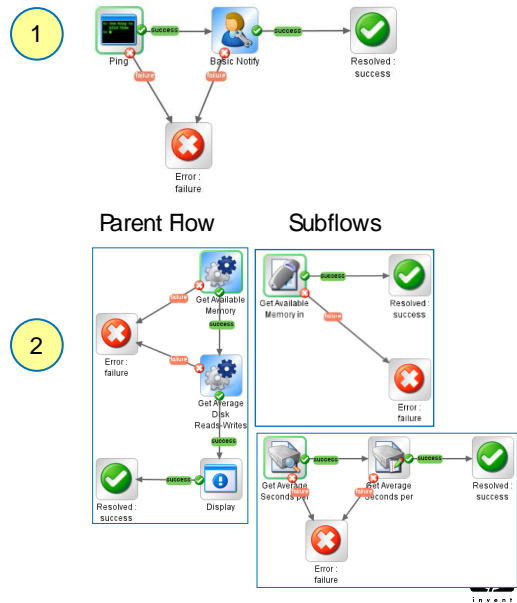 1
success
success
Ping
Basic Notify
Resolved :
success
failure
failure
Error :
failure
Parent Flow
Subflows
2
failure
Get Available
Memory
success
Error :
failure
failure
Get Average
Disk
Reads-Writes
success
success
Resolved :
success
Display
success
Get Available
Memory in
Resolved :
success
failure
Error :
failure
success
success
Get Average
Seconds per
Get Average
Seconds per
Resolved :
success
failure
failure
Error :
failure
invent